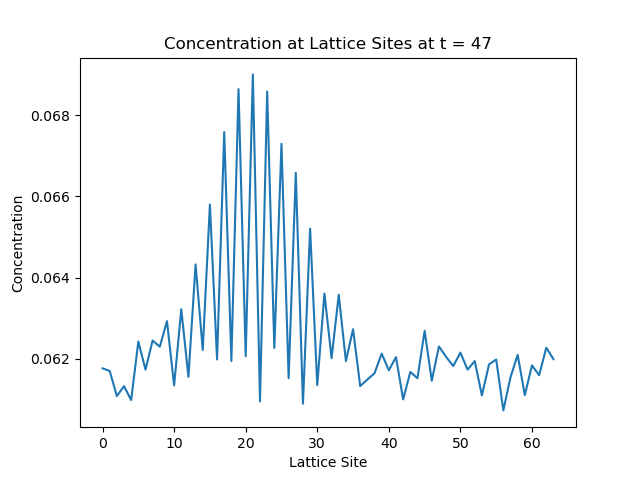 Concentration at Lattice Sites at t = 47
Concentration
0.068
0.066
0.064
0.062
0 10 20 30 40 50 60
Lattice Site